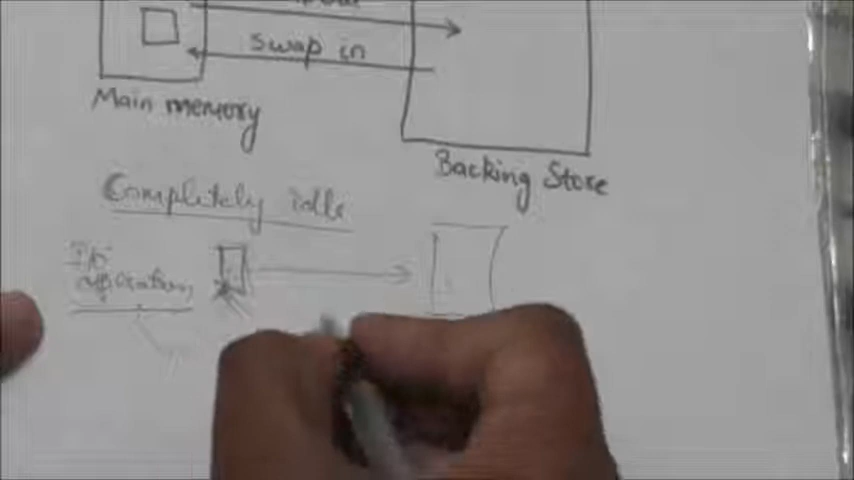 swap in
Main memory
Backing Store
Completely idle
I/O
operation